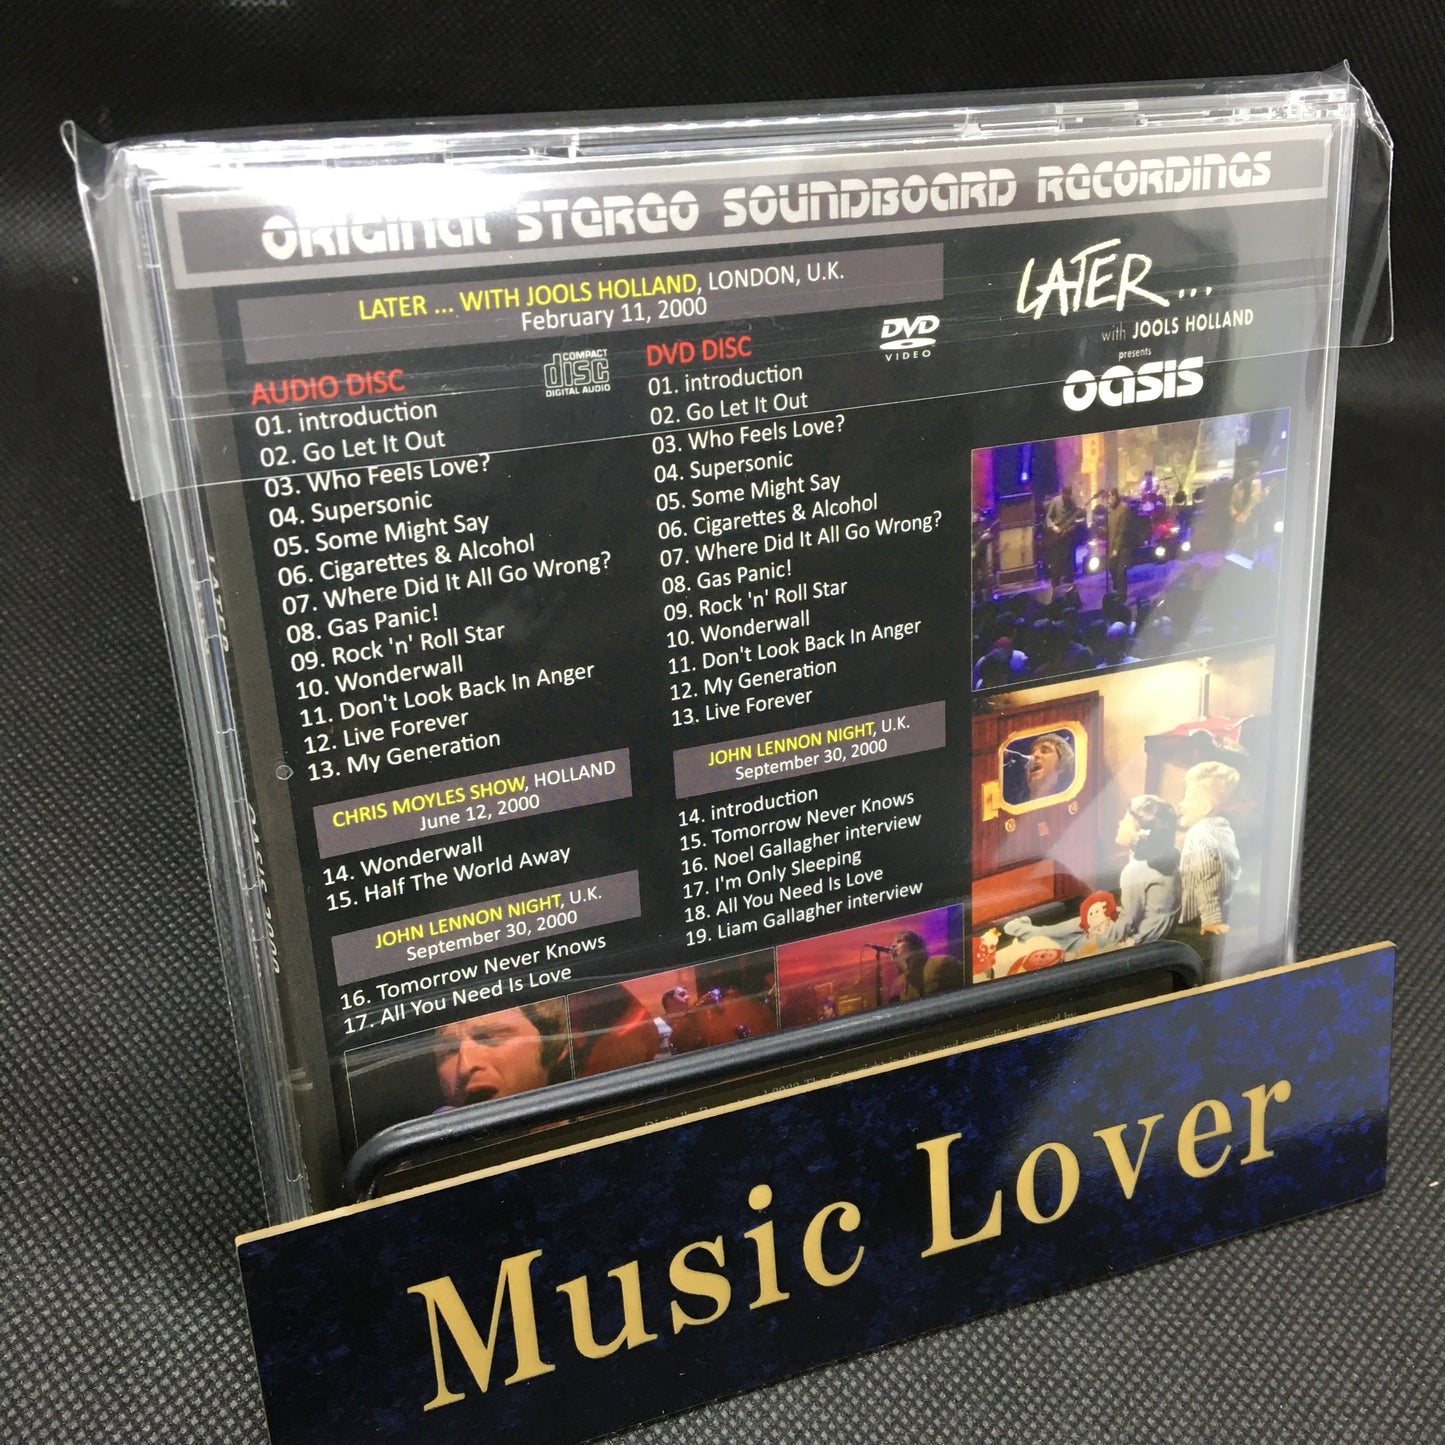 ORIGINAL STEREO SOUNDBOARD RECORDINGS
LATER ... WITH JOOLS HOLLAND, LONDON, U.K.
February 11, 2000
AUDIO DISC
COMPACT
disc
DIGITAL AUDIO
01. introduction
02. Go Let It Out
03. Who Feels Love?
04. Supersonic
05. Some Might Say
06. Cigarettes & Alcohol
07. Where Did It All Go Wrong?
08. Gas Panic!
09. Rock 'n' Roll Star
10. Wonderwall
11. Don't Look Back In Anger
12. Live Forever
13. My Generation
CHRIS MOYLES SHOW, HOLLAND
June 12, 2000
14. Wonderwall
15. Half The World Away
JOHN LENNON NIGHT, U.K.
September 30, 2000
16. Tomorrow Never Knows
17. All You Need Is Love
DVD DISC
DVD
VIDEO
01. introduction
02. Go Let It Out
03. Who Feels Love?
04. Supersonic
05. Some Might Say
06. Cigarettes & Alcohol
07. Where Did It All Go Wrong?
08. Gas Panic!
09. Rock 'n' Roll Star
10. Wonderwall
11. Don't Look Back In Anger
12. My Generation
13. Live Forever
JOHN LENNON NIGHT, U.K.
September 30, 2000
14. introduction
15. Tomorrow Never Knows
16. Noel Gallagher interview
17. I'm Only Sleeping
18. All You Need Is Love
19. Liam Gallagher interview
LATER...
with JOOLS HOLLAND
presents
oasis
sound recording is owned by
Music Lover